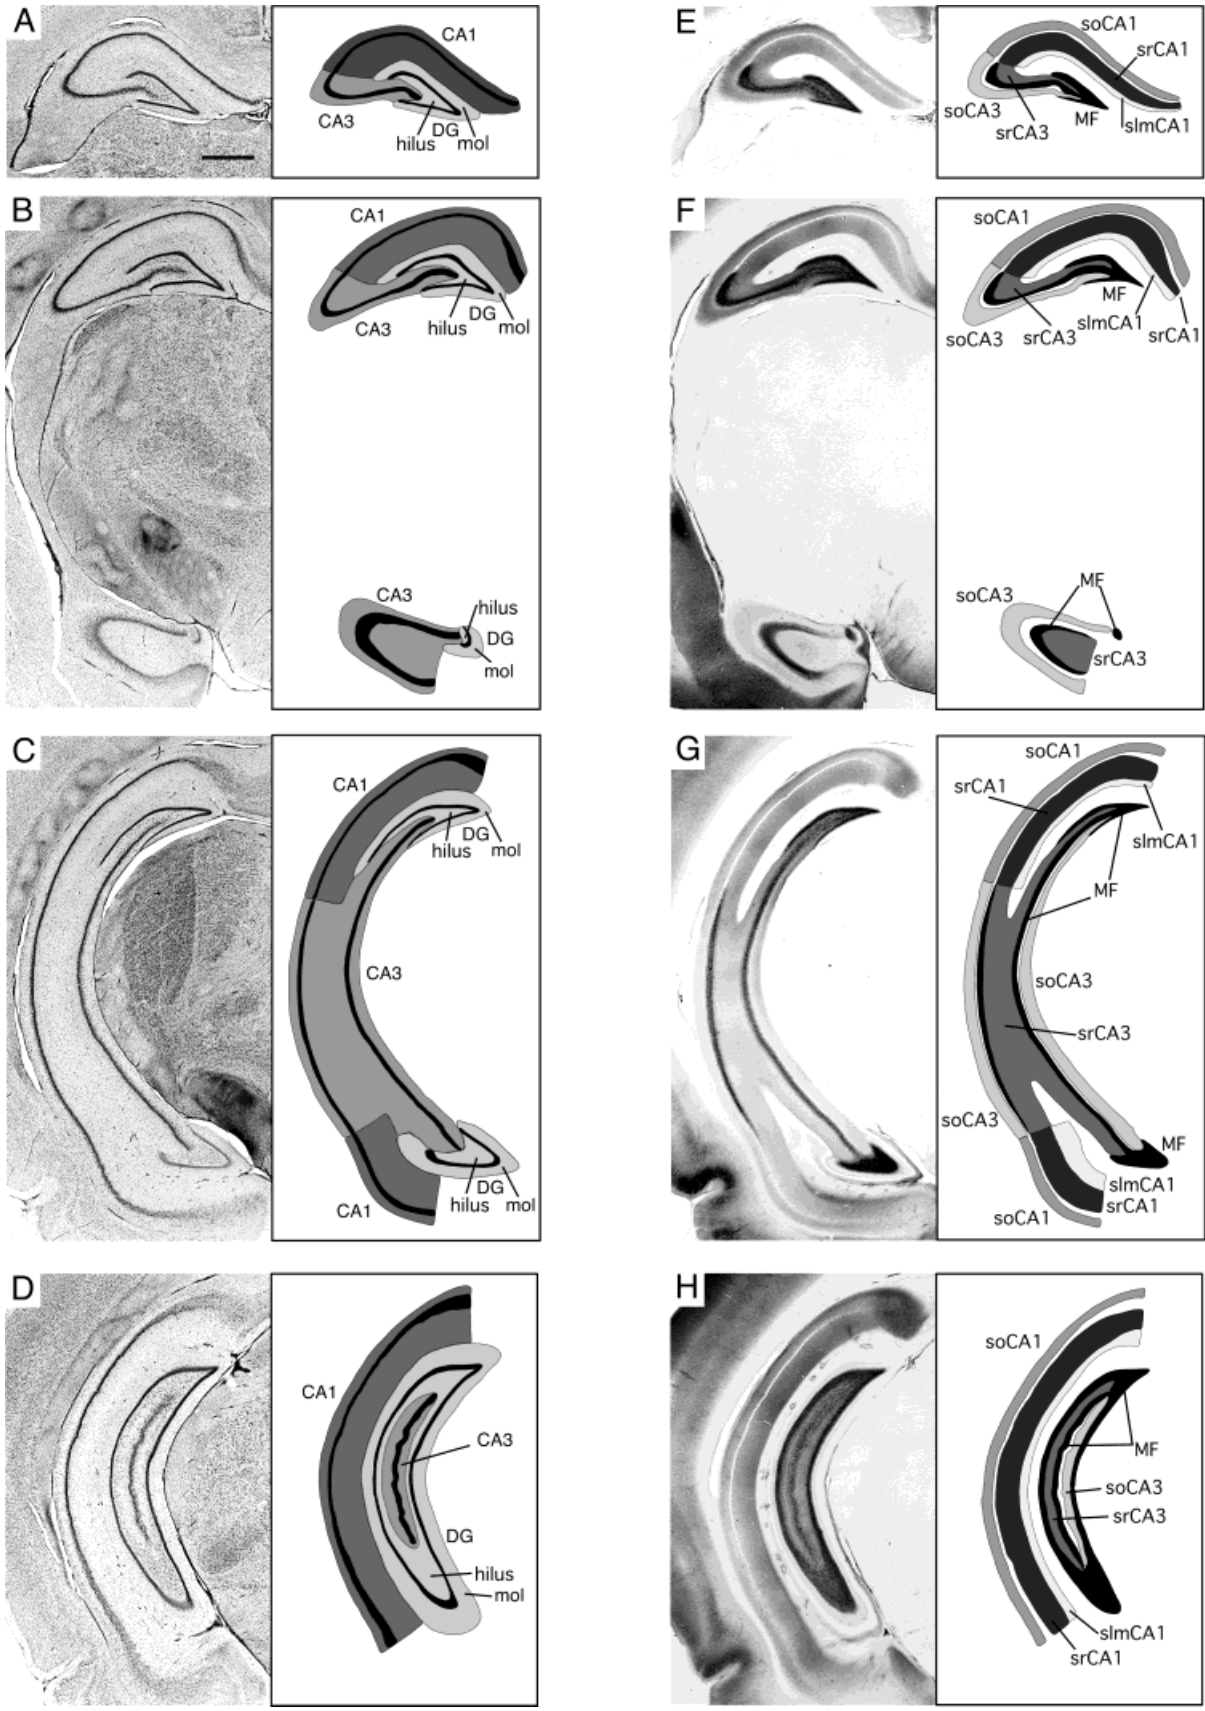 A
CA1
CA3
hilus
DG
mol
E
soCA1
srCA1
soCA3
srCA3
MF
slmCA1
B
CA1
CA3
hilus
DG
mol
CA3
hilus
DG
mol
F
soCA1
MF
soCA3
srCA3
slmCA1
srCA1
soCA3
MF
srCA3
C
CA1
DG
hilus
mol
CA3
CA1
hilus
DG
mol
G
soCA1
srCA1
slmCA1
MF
soCA3
srCA3
soCA3
MF
slmCA1
srCA1
soCA1
D
CA1
CA3
DG
hilus
mol
H
soCA1
MF
soCA3
srCA3
slmCA1
srCA1